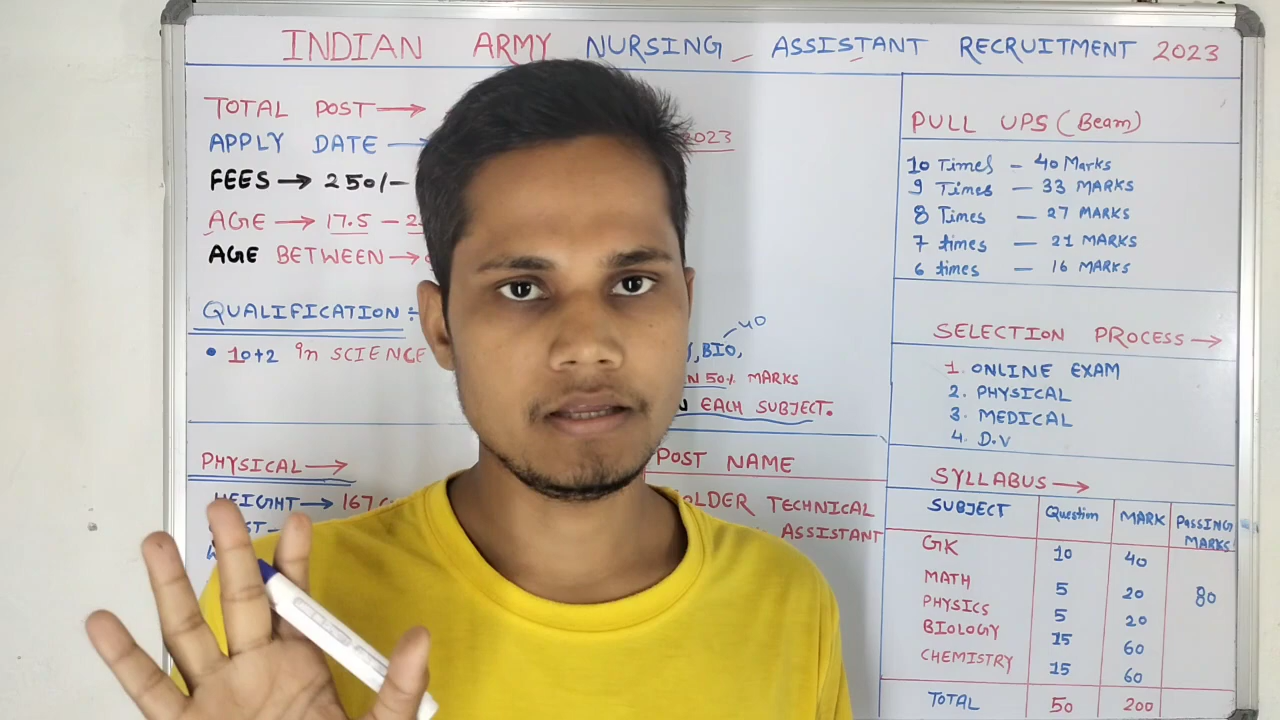 INDIAN ARMY NURSING ASSISTANT RECRUITMENT 2023
TOTAL POST →
APPLY DATE → 2023
FEES → 250/-
AGE → 17.5 - 2
AGE BETWEEN →
QUALIFICATION ÷
• 10+2 in SCIENCE BIO,
40
50% MARKS
EACH SUBJECT.
PHYSICAL →
HEIGHT → 167
POST NAME
TECHNICAL
ASSISTANT
PULL UPS (Beam)
10 Times - 40 Marks
9 Times - 33 MARKS
8 Times - 27 MARKS
7 times - 21 MARKS
6 times - 16 MARKS
SELECTION PROCESS →
1. ONLINE EXAM
2. PHYSICAL
3. MEDICAL
4. D.V
SYLLABUS →
SUBJECT Question MARK PASSING MARKS
GK 10 40
MATH 5 20 80
PHYSICS 5 20
BIOLOGY 15 60
CHEMISTRY 15 60
TOTAL 50 200